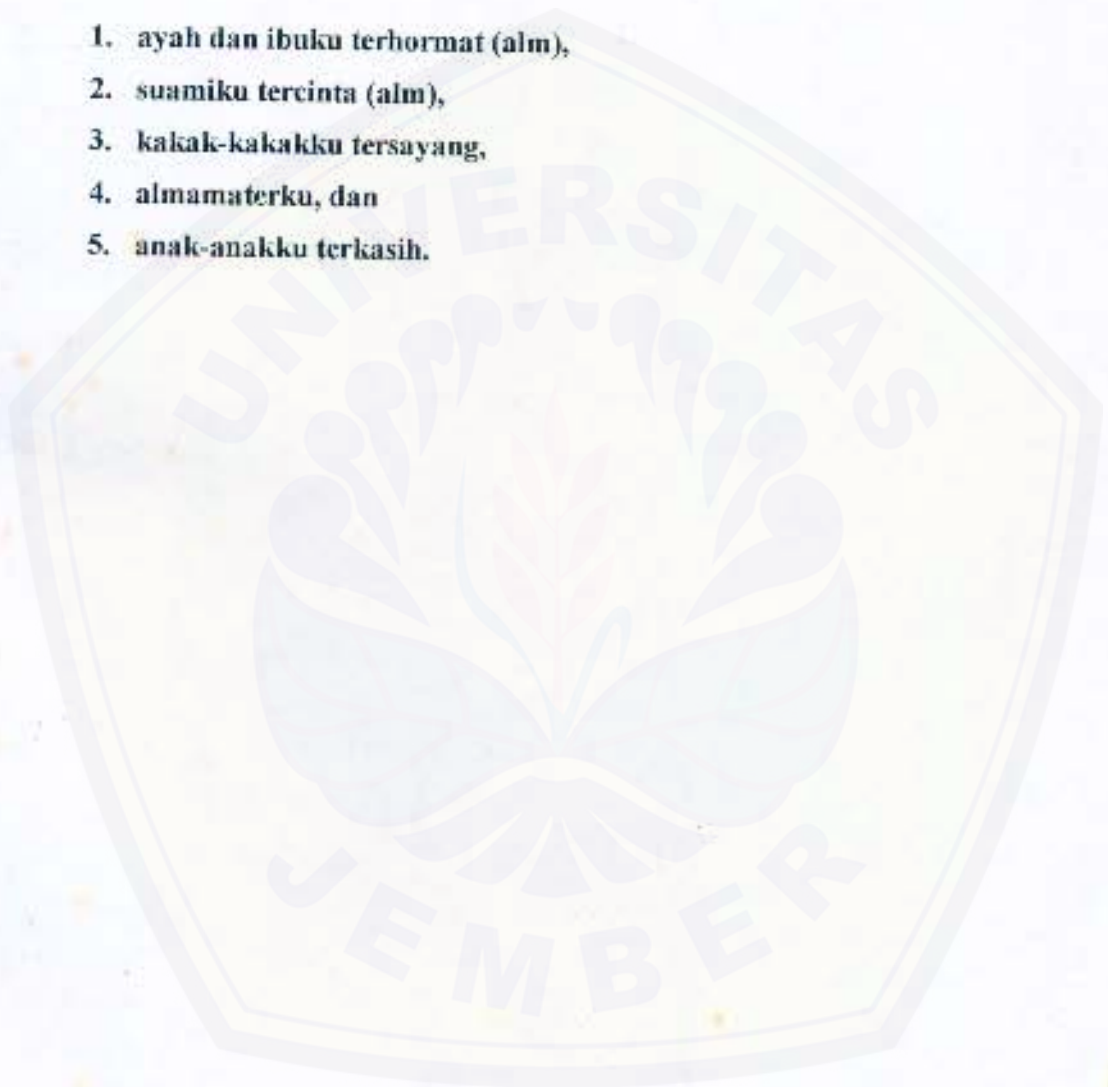 1. ayah dan ibuku terhormat (alm),
2. suamiku tercinta (alm),
3. kakak-kakakku tersayang,
4. almamaterku, dan
5. anak-anakku terkasih.
UNIVERSITAS
JEMBER